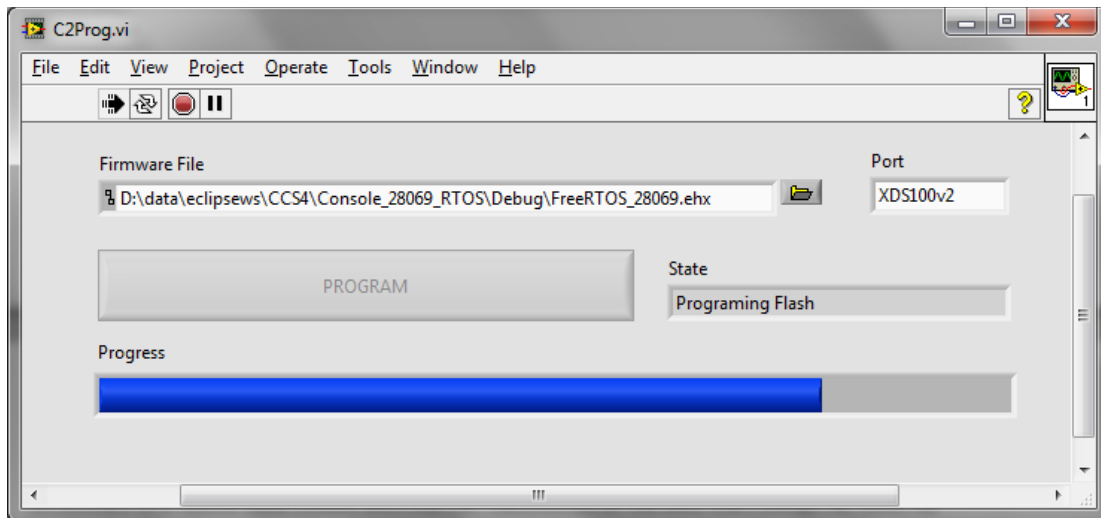 C2Prog.vi
File Edit View Project Operate Tools Window Help
1
Firmware File
Port
D:\data\eclipsews\CCS4\Console_28069_RTOS\Debug\FreeRTOS_28069.ehx
XDS100v2
PROGRAM
State
Programing Flash
Progress